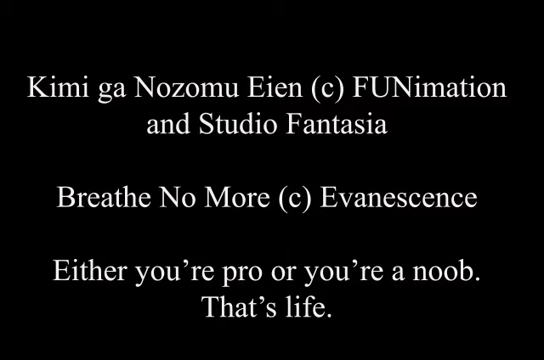 Kimi ga Nozomu Eien (c) FUNimation
and Studio Fantasia
Breathe No More (c) Evanescence
Either you’re pro or you’re a noob.
That’s life.